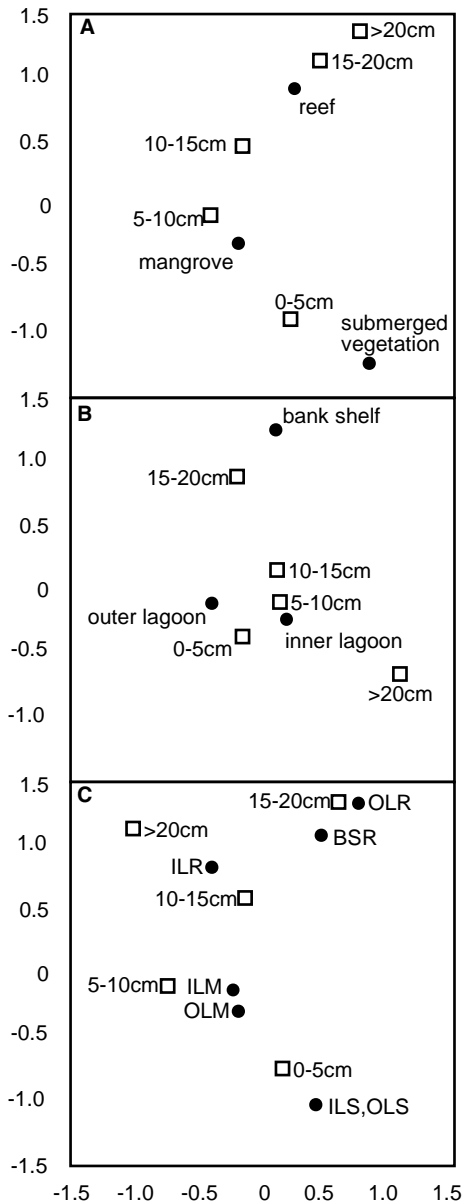 1.5
A
>20cm
1.0
15-20cm
reef
0.5
10-15cm
0
5-10cm
mangrove
-0.5
0-5cm
-1.0
submerged
vegetation
1.5
B
bank shelf
1.0
15-20cm
0.5
10-15cm
0
5-10cm
outer lagoon
inner lagoon
-0.5
0-5cm
>20cm
-1.0
1.5
C
15-20cm
OLR
>20cm
1.0
BSR
ILR
10-15cm
0.5
0
5-10cm
ILM
OLM
-0.5
0-5cm
-1.0
ILS,OLS
-1.5
-1.5 -1.0 -0.5 0 0.5 1.0 1.5